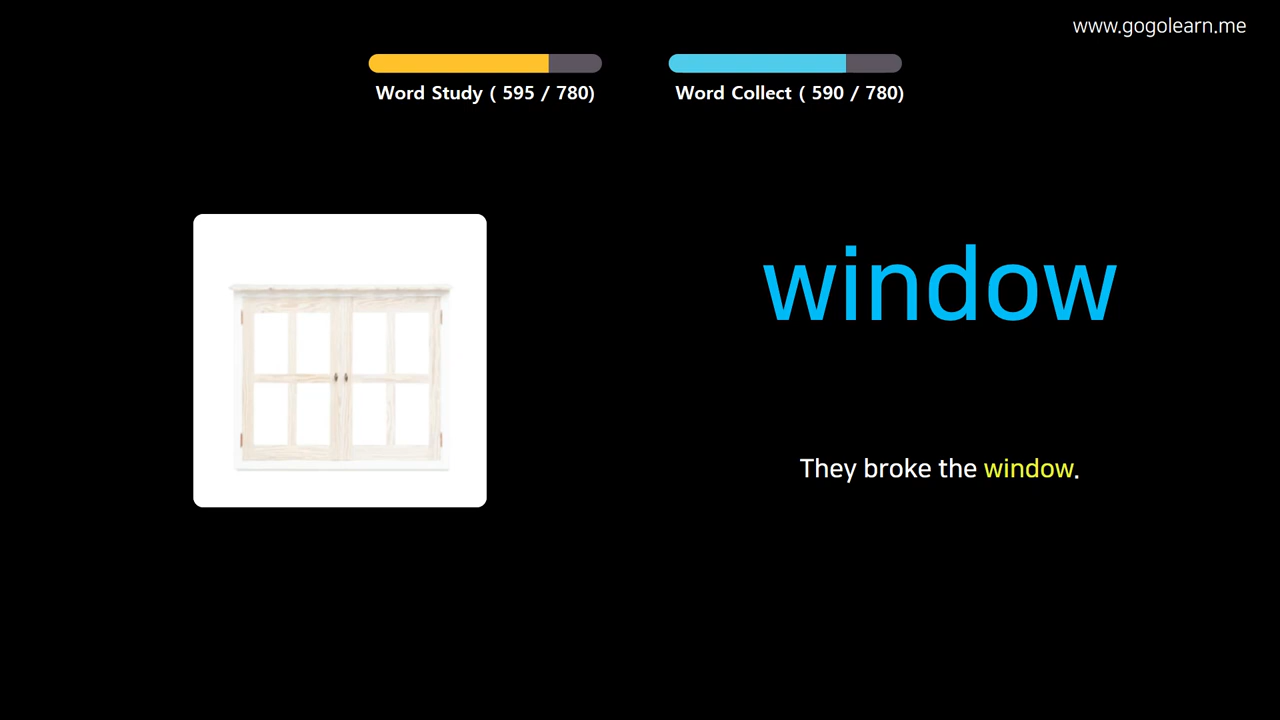 www.gogolearn.me
Word Study ( 595 / 780)
Word Collect ( 590 / 780)
window
They broke the window.